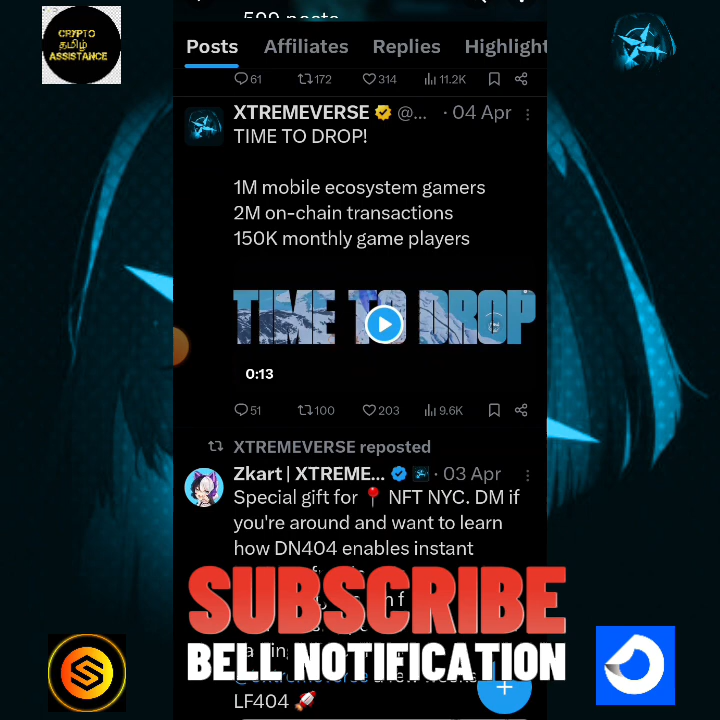 CRYPTO
தமிழ்
ASSISTANCE
Posts Affiliates Replies Highlight
61 172 314 11.2K
XTREMEVERSE @... · 04 Apr
TIME TO DROP!
1M mobile ecosystem gamers
2M on-chain transactions
150K monthly game players
TIME TO DROP
0:13
51 100 203 9.6K
XTREMEVERSE reposted
Zkart | XTREME... · 03 Apr
Special gift for 📍 NFT NYC. DM if
you're around and want to learn
how DN404 enables instant
SUBSCRIBE
BELL NOTIFICATION
LF404 🚀